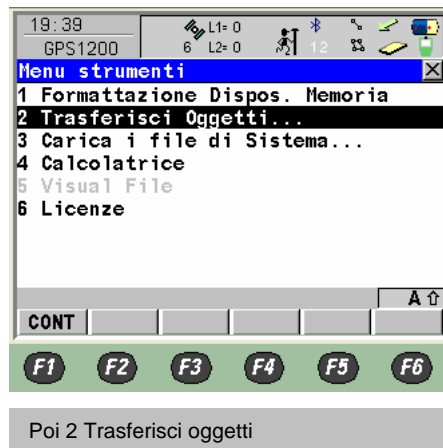 19:39
GPS1200
L1= 0
6 L2= 0
12
Menu strumenti
1 Formattazione Dispos. Memoria
2 Trasferisci Oggetti...
3 Carica i file di Sistema...
4 Calcolatrice
5 Visual File
6 Licenze
A
CONT
F1 F2 F3 F4 F5 F6
Poi 2 Trasferisci oggetti